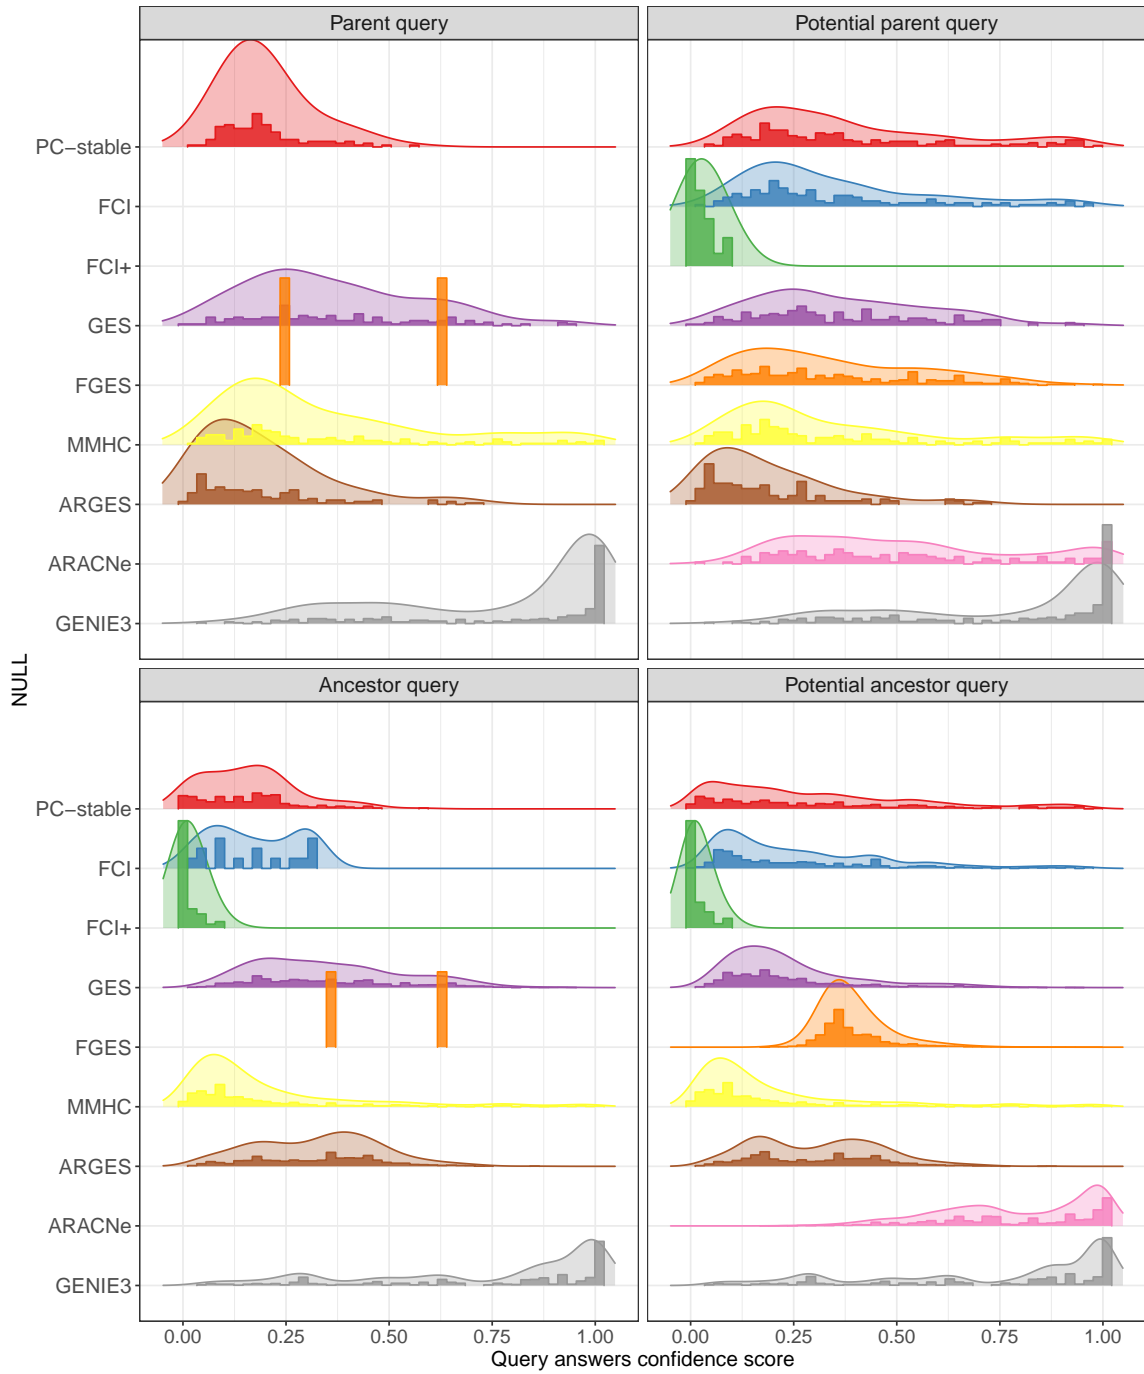 Parent query
Potential parent query
PC−stable
FCI
FCI+
GES
FGES
MMHC
ARGES
ARACNe
GENIE3
NULL
Ancestor query
Potential ancestor query
PC−stable
FCI
FCI+
GES
FGES
MMHC
ARGES
ARACNe
GENIE3
0.00 0.25 0.50 0.75 1.00 0.00 0.25 0.50 0.75 1.00
Query answers confidence score